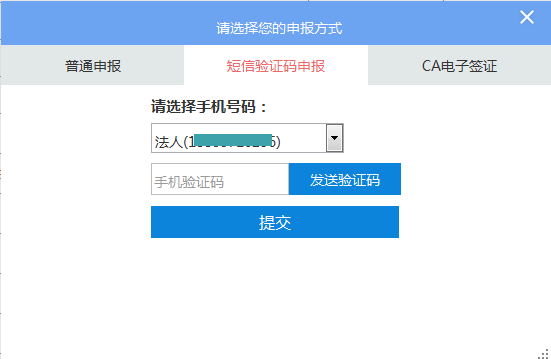 请选择您的申报方式
普通申报 短信验证码申报 CA电子签证
请选择手机号码：
法人(1
手机验证码 发送验证码
提交